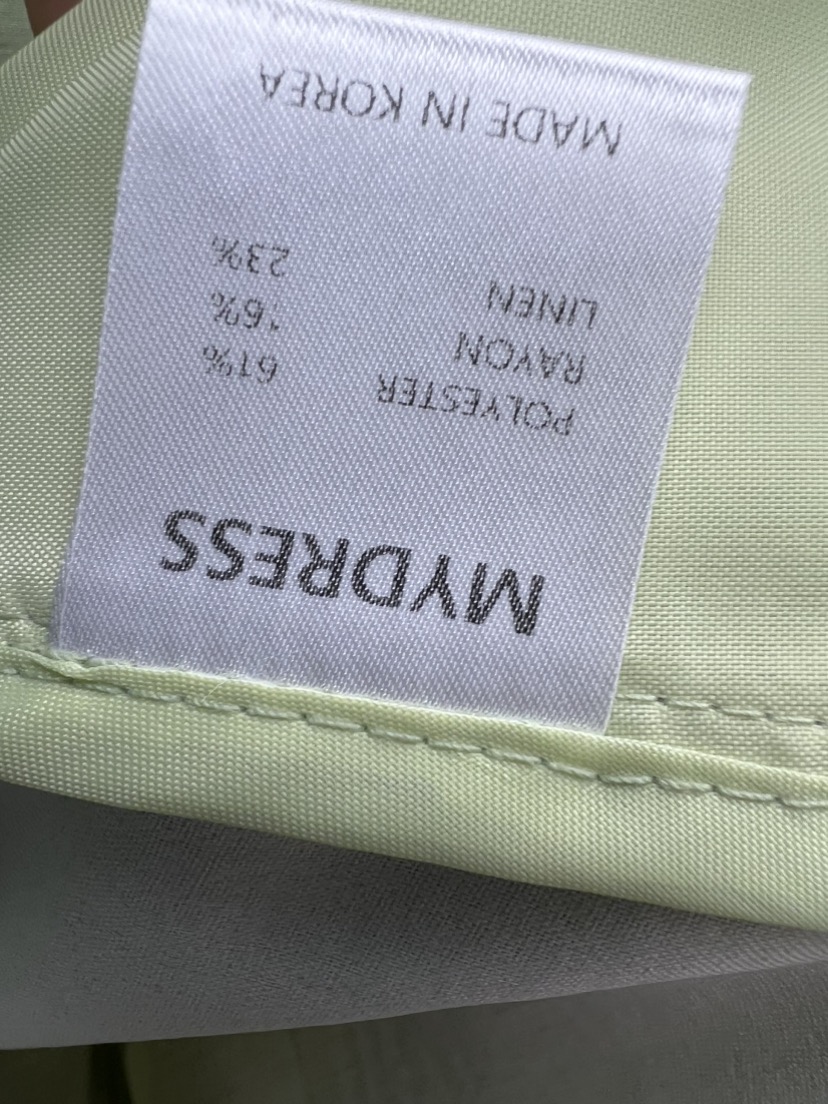 MYDRESS
POLYESTER 61%
RAYON 16%
LINEN 23%
MADE IN KOREA